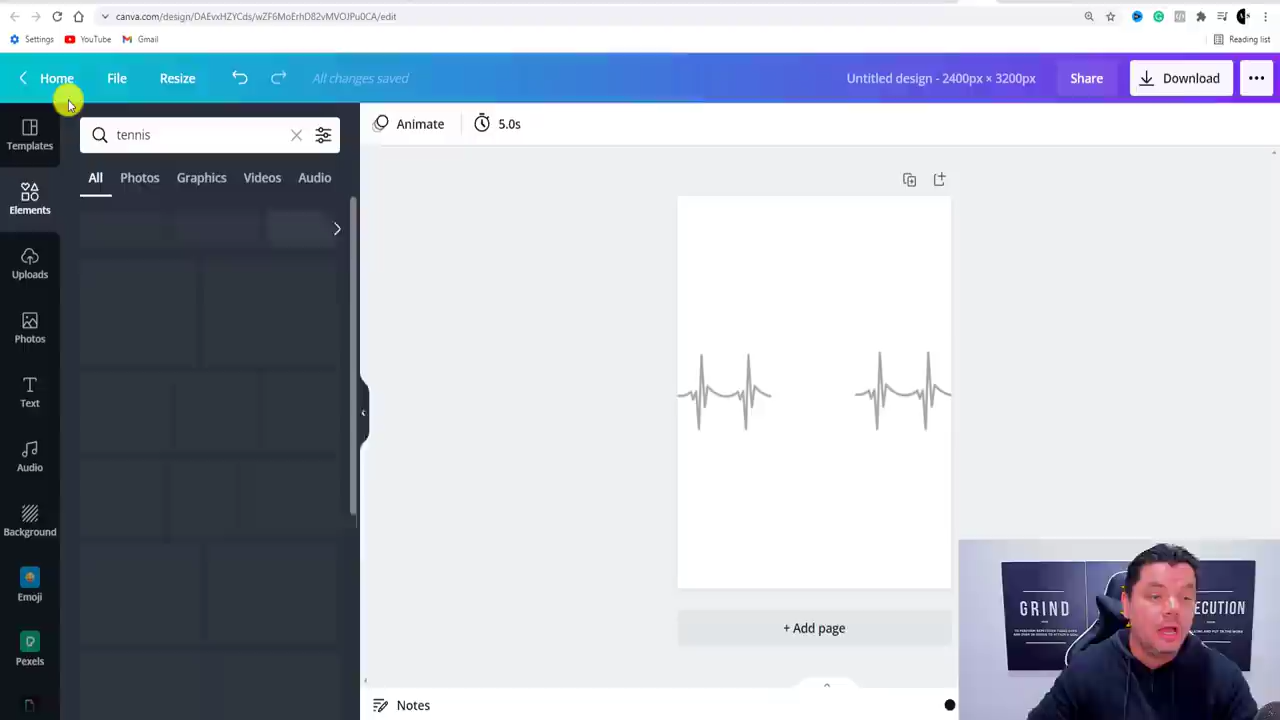 canva.com/design/DAEvxHZYCds/wZF6MoErhD82vMVOJPu0CA/edit
Settings
YouTube
Gmail
Reading list
Home
File
Resize
All changes saved
Untitled design - 2400px × 3200px
Share
Download
Templates
Elements
Uploads
Photos
Text
Audio
Background
Emoji
Pexels
tennis
All
Photos
Graphics
Videos
Audio
Animate
5.0s
+ Add page
Notes
GRIND